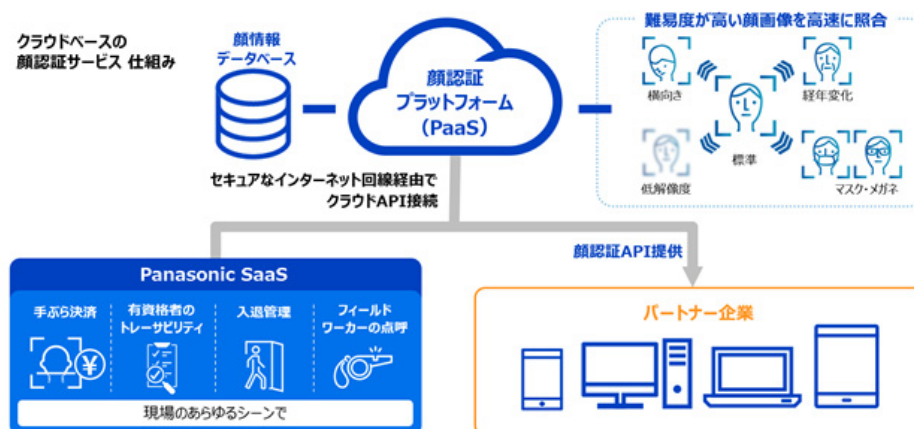 クラウドベースの
顔認証サービス 仕組み
顔情報
データベース
顔認証
プラットフォーム
（PaaS）
難易度が高い顔画像を高速に照合
横向き
経年変化
標準
低解像度
マスク・メガネ
セキュアなインターネット回線経由で
クラウドAPI接続
顔認証API提供
Panasonic SaaS
手ぶら決済
有資格者の
トレーサビリティ
入退管理
フィールド
ワーカーの点呼
¥
現場のあらゆるシーンで
パートナー企業